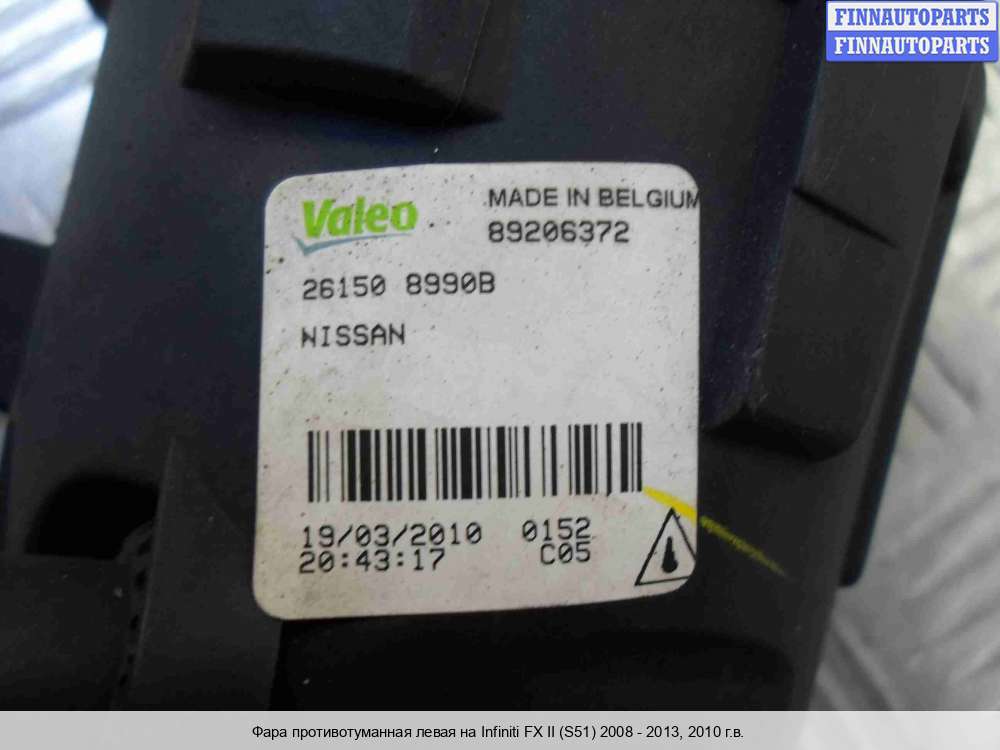 FINNAUTOPARTS
FINNAUTOPARTS
Valeo
MADE IN BELGIUM
89206372
26150 8990B
NISSAN
19/03/2010 0152
20:43:17 C05
Фара противотуманная левая на Infiniti FX II (S51) 2008 - 2013, 2010 г.в.